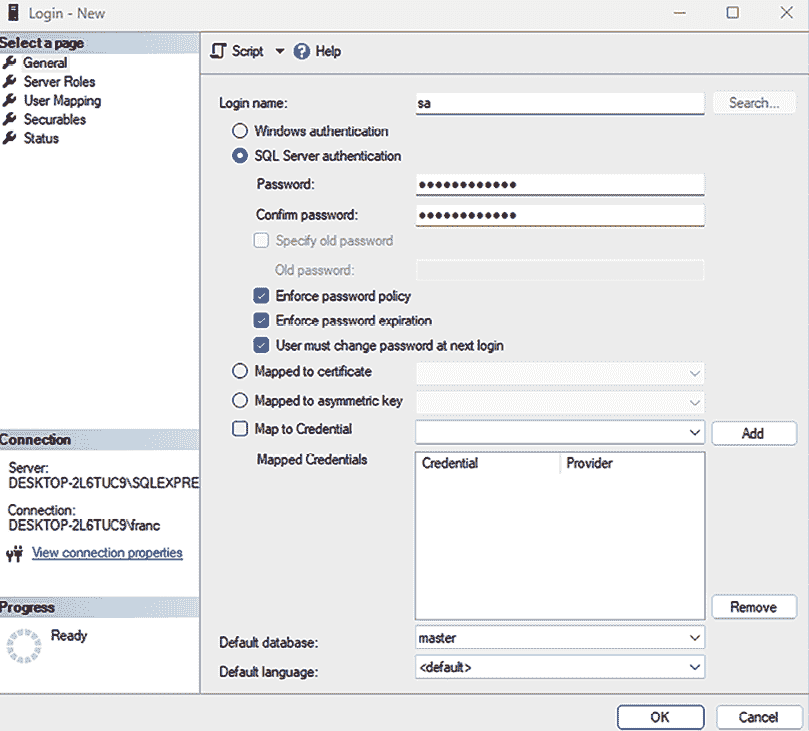 Login - New
Select a page
General
Server Roles
User Mapping
Securables
Status
Script
Help
Login name:
sa
Search...
Windows authentication
SQL Server authentication
Password:
●●●●●●●●●●●●
Confirm password:
●●●●●●●●●●●●
Specify old password
Old password:
Enforce password policy
Enforce password expiration
User must change password at next login
Mapped to certificate
Mapped to asymmetric key
Map to Credential
Add
Mapped Credentials
Credential
Provider
Remove
Default database:
master
Default language:
<default>
Connection
Server:
DESKTOP-2L6TUC9\SQLEXPRE
Connection:
DESKTOP-2L6TUC9\franc
View connection properties
Progress
Ready
OK
Cancel